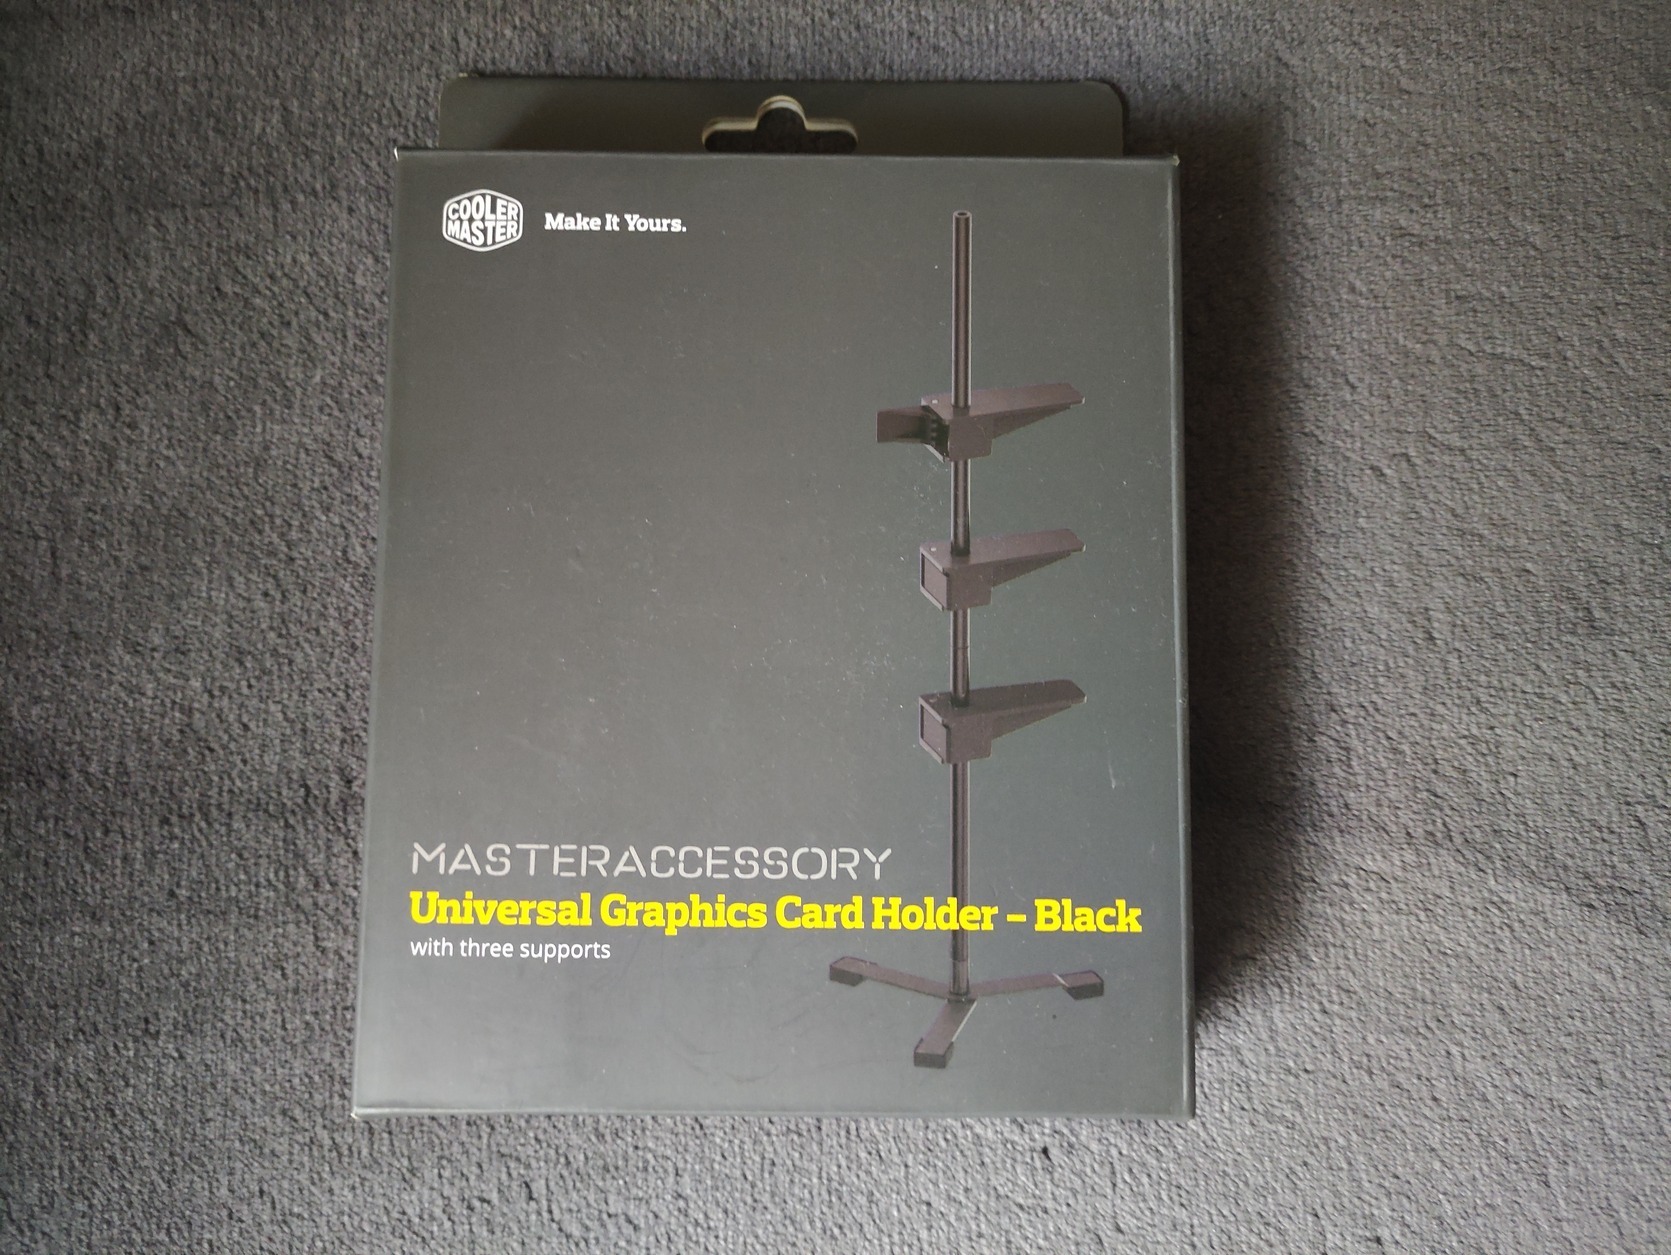 COOLER
MASTER
Make It Yours.
MASTERACCESSORY
Universal Graphics Card Holder – Black
with three supports